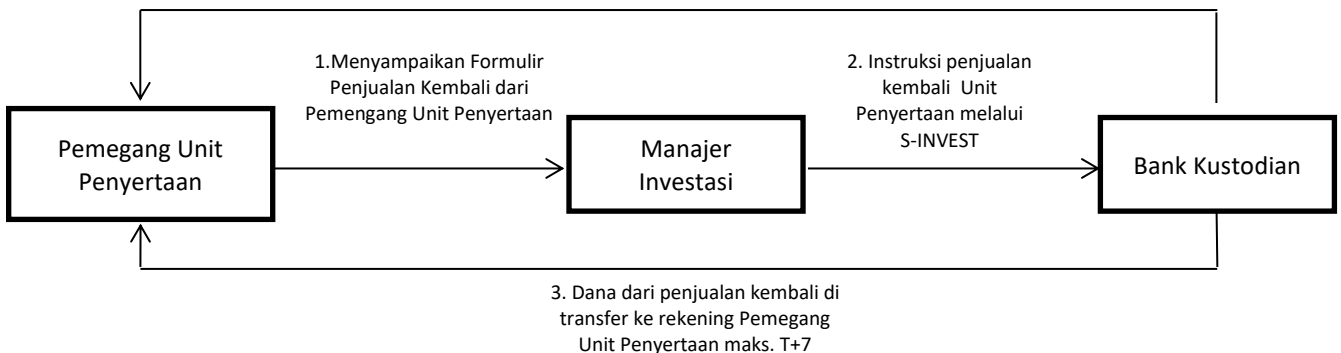 1.Menyampaikan Formulir
Penjualan Kembali dari
Pemengang Unit Penyertaan
2. Instruksi penjualan
kembali Unit
Penyertaan melalui
S-INVEST
Pemegang Unit
Penyertaan
Manajer
Investasi
Bank Kustodian
3. Dana dari penjualan kembali di
transfer ke rekening Pemegang
Unit Penyertaan maks. T+7